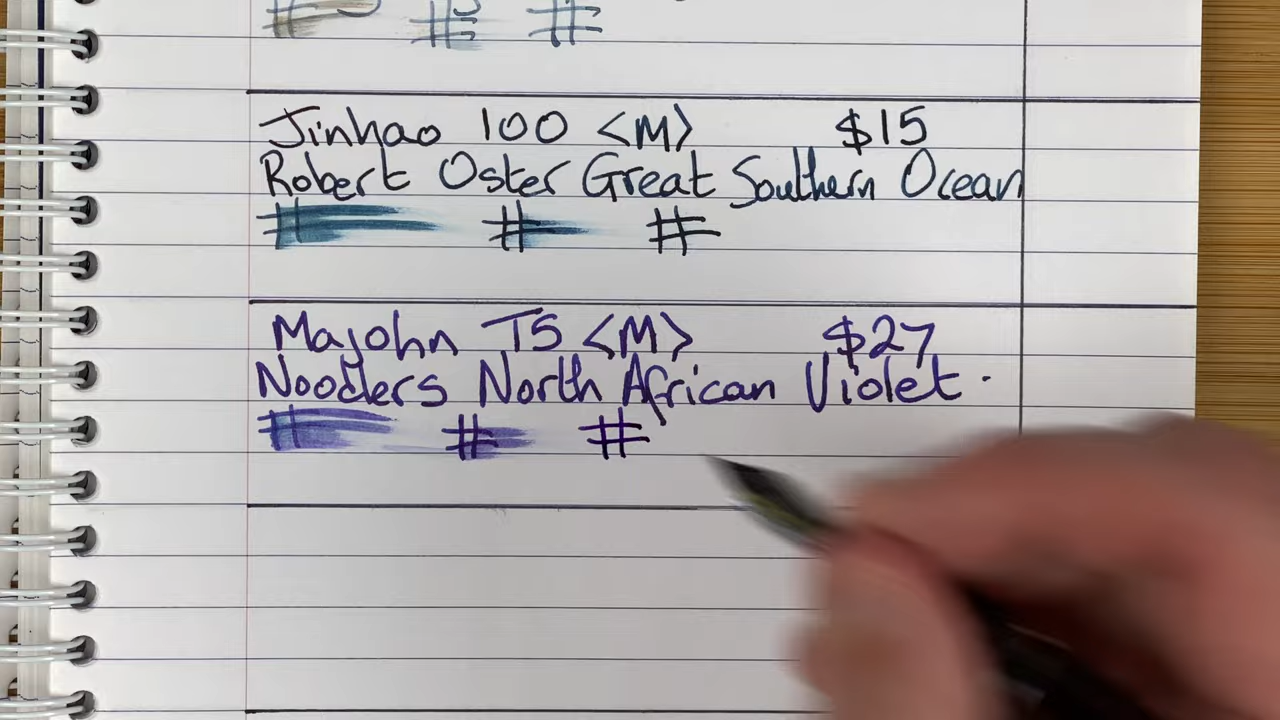 # # #
Jinhao 100 <M> $15
Robert Oster Great Southern Ocean
# # #
Majohn T5 <M> $27
Nooders North African Violet.
# # #